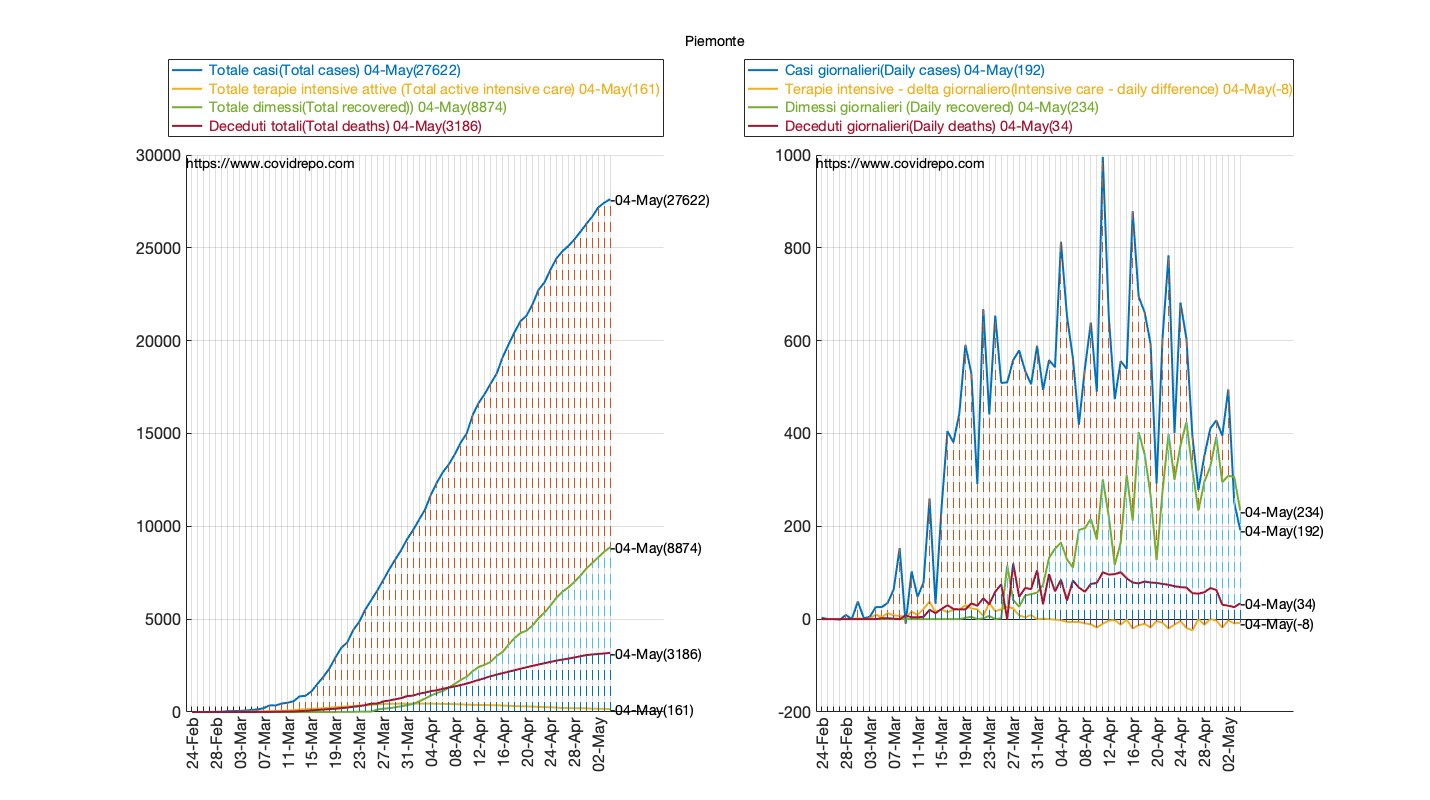 Piemonte
Totale casi(Total cases) 04-May(27622)
Totale terapie intensive attive (Total active intensive care) 04-May(161)
Totale dimessi(Total recovered)) 04-May(8874)
Deceduti totali(Total deaths) 04-May(3186)
https://www.covidrepo.com
30000
25000
20000
15000
10000
5000
0
04-May(27622)
04-May(8874)
04-May(3186)
04-May(161)
24-Feb
28-Feb
03-Mar
07-Mar
11-Mar
15-Mar
19-Mar
23-Mar
27-Mar
31-Mar
04-Apr
08-Apr
12-Apr
16-Apr
20-Apr
24-Apr
28-Apr
02-May
Casi giornalieri(Daily cases) 04-May(192)
Terapie intensive - delta giornaliero(Intensive care - daily difference) 04-May(-8)
Dimessi giornalieri (Daily recovered) 04-May(234)
Deceduti giornalieri(Daily deaths) 04-May(34)
https://www.covidrepo.com
1000
800
600
400
200
0
-200
04-May(234)
04-May(192)
04-May(34)
04-May(-8)
24-Feb
28-Feb
03-Mar
07-Mar
11-Mar
15-Mar
19-Mar
23-Mar
27-Mar
31-Mar
04-Apr
08-Apr
12-Apr
16-Apr
20-Apr
24-Apr
28-Apr
02-May